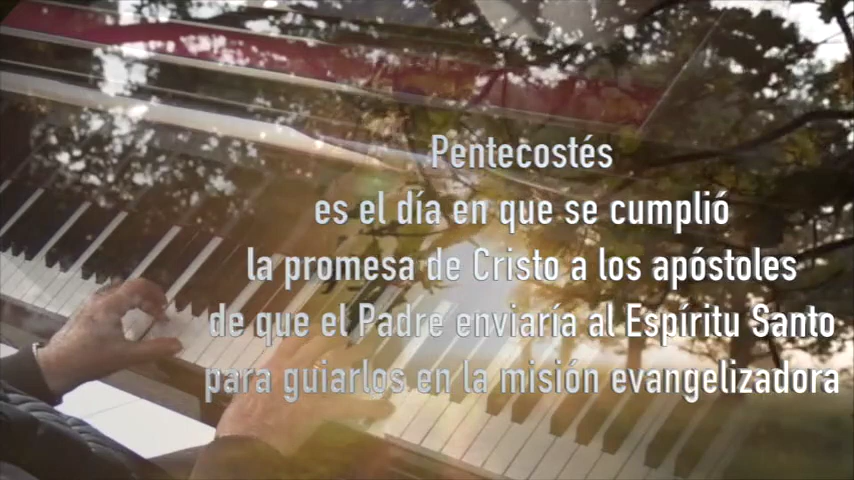 Pentecostés
es el día en que se cumplió
la promesa de Cristo a los apóstoles
de que el Padre enviaría al Espíritu Santo
para guiarlos en la misión evangelizadora